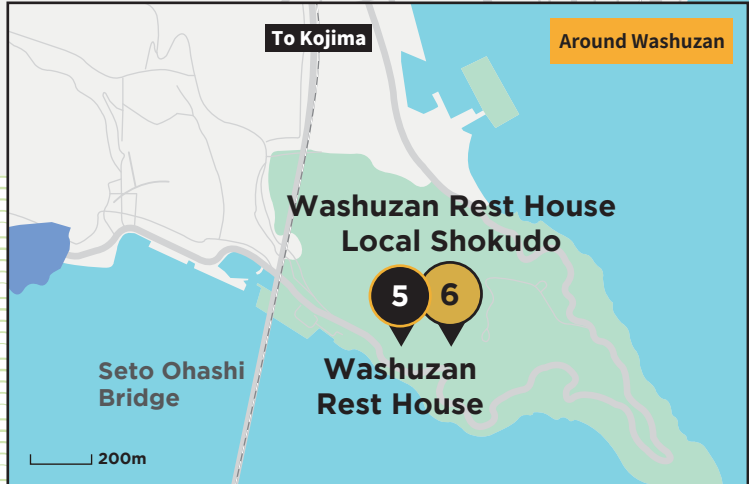 To Kojima
Around Washuzan
Washuzan Rest House
Local Shokudo
5
6
Washuzan
Rest House
Seto Ohashi
Bridge
200m